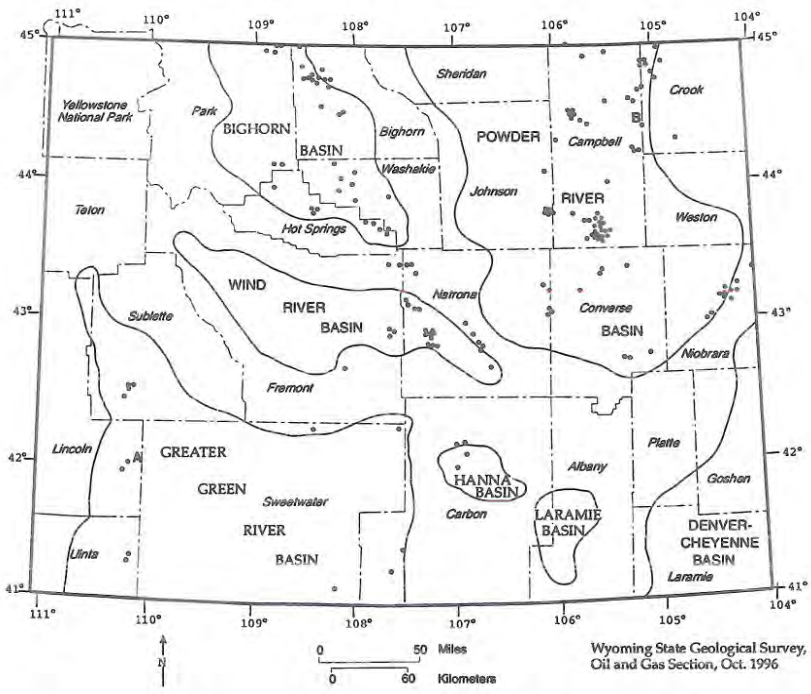 110° 109° 108° 107° 106° 105° 104°
45° 45°
Sheridan
Crook
Yellowstone
National Park
Park
BIGHORN
BASIN
Bighorn
POWDER
Campbell
B
Washakie
44° 44°
Teton
Johnson
RIVER
Weston
Hot Springs
WIND
RIVER
BASIN
Natrona
43° 43°
Sublette
Converse
BASIN
Niobrara
Fremont
Lincoln
A
GREATER
GREEN
RIVER
BASIN
Sweetwater
42° 42°
HANNA
BASIN
Carbon
Albany
LARAMIE
BASIN
Platte
Goshen
DENVER-
CHEYENNE
BASIN
Laramie
Uinta
41° 41°
111° 110° 109° 108° 107° 106° 105° 104°
N
0 50 Miles
0 60 Kilometers
Wyoming State Geological Survey,
Oil and Gas Section, Oct. 1996